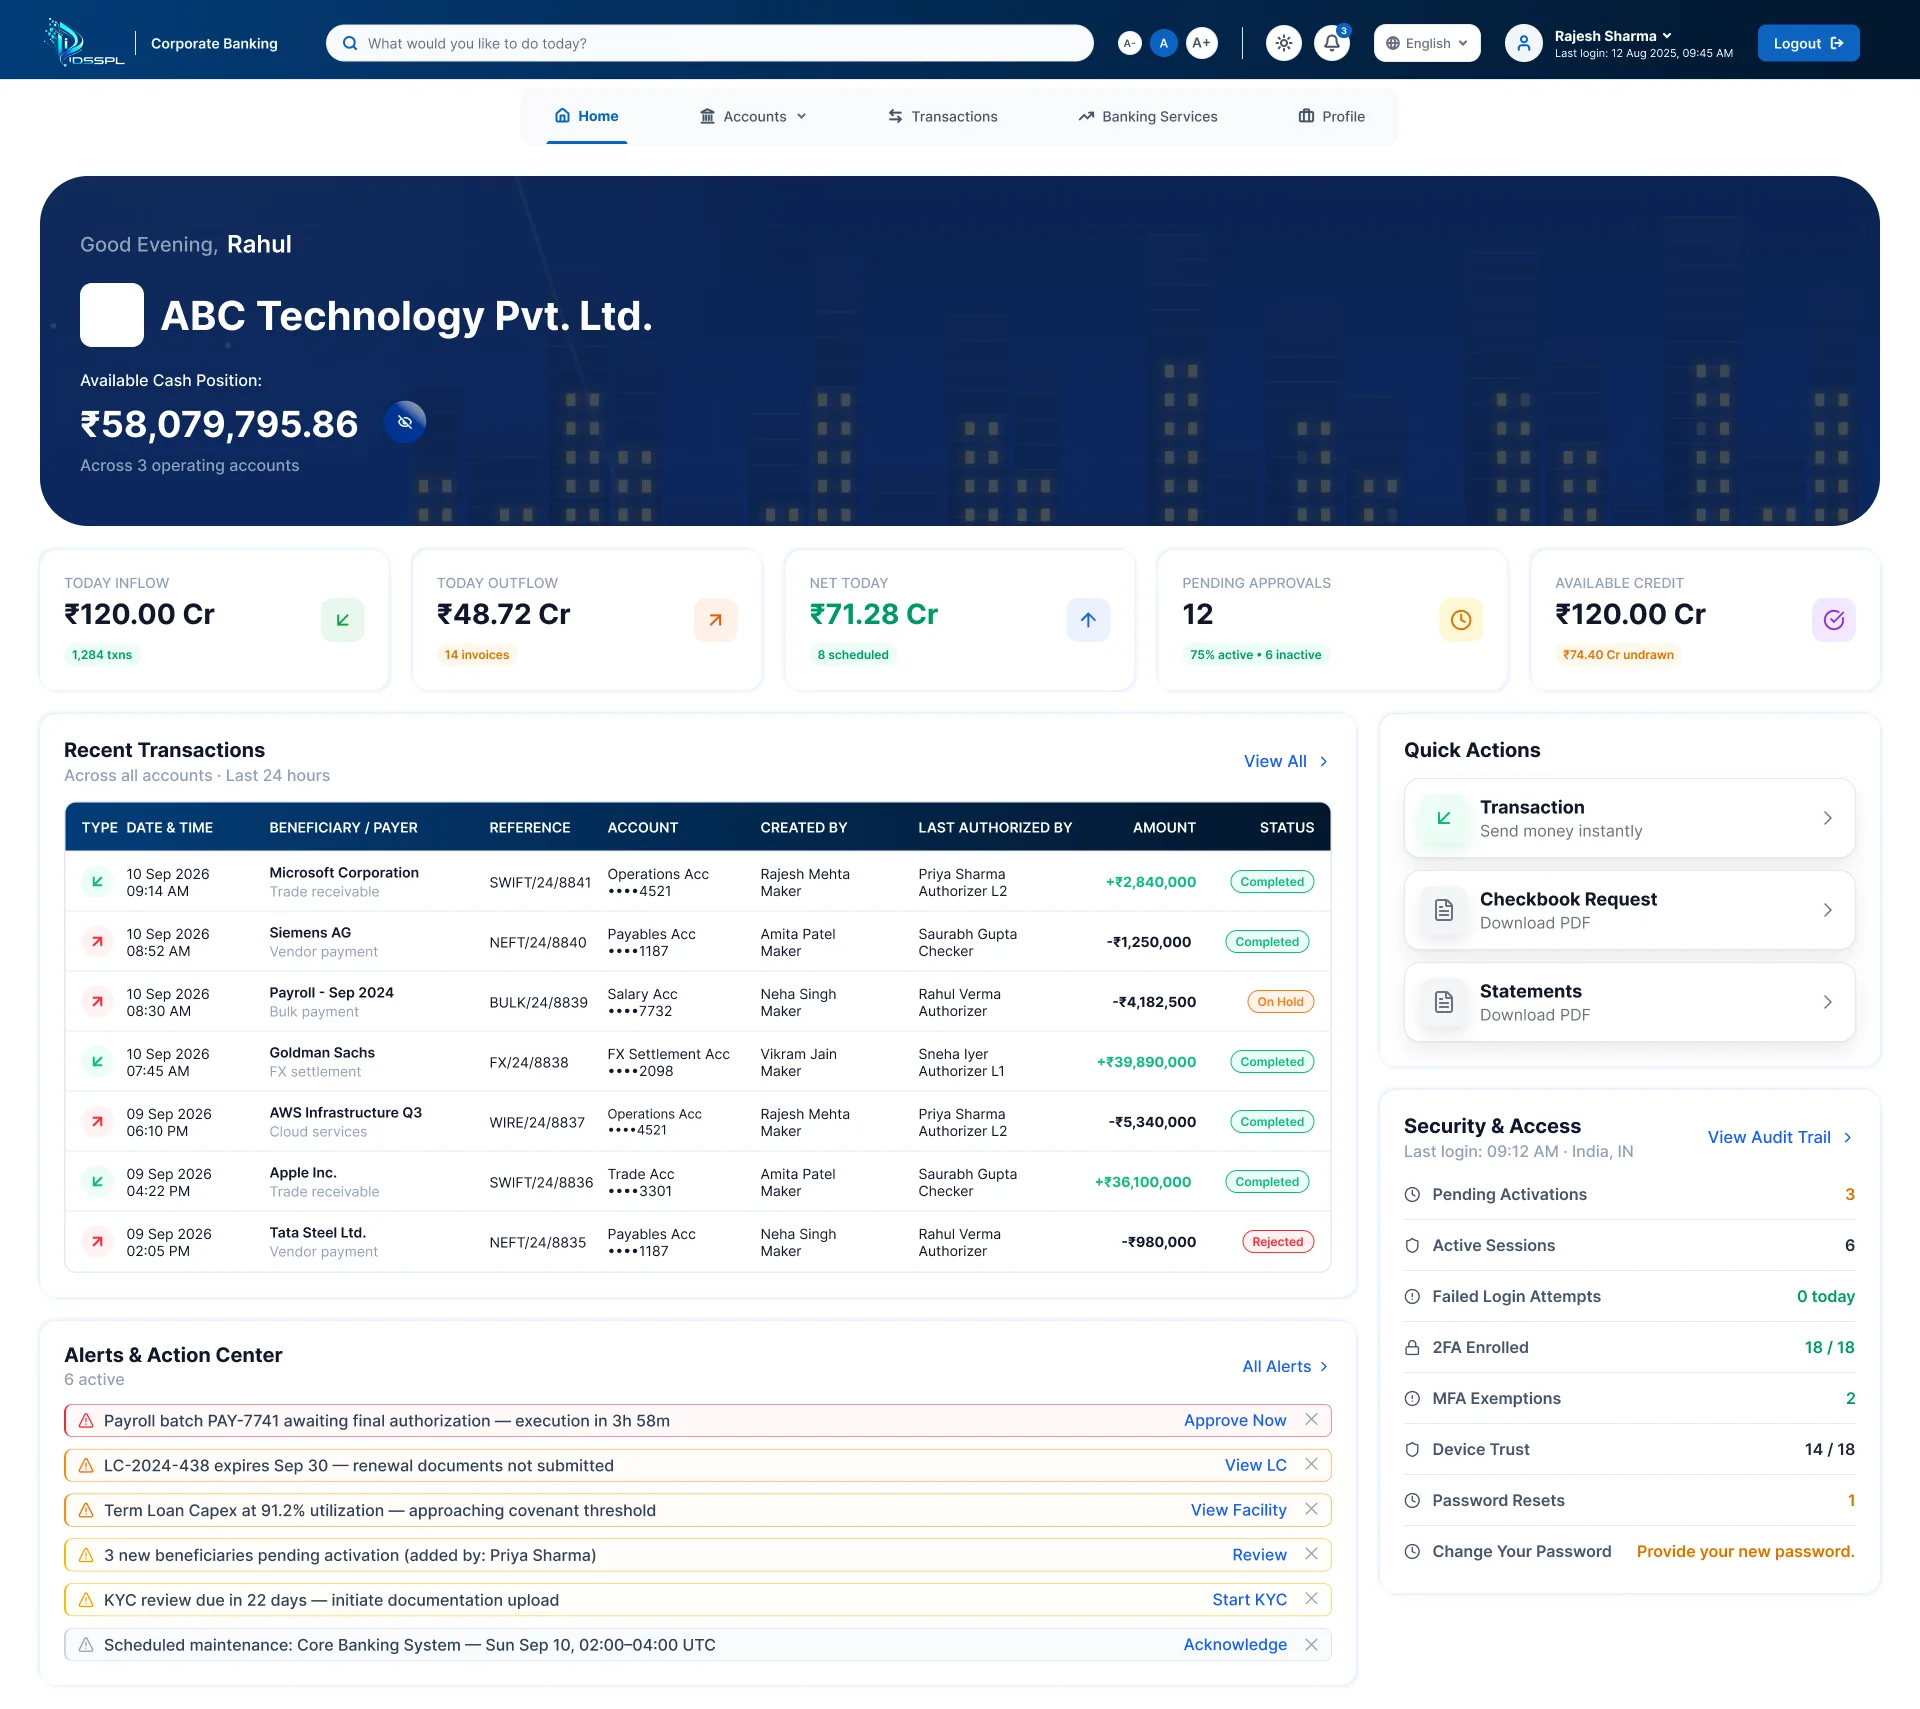 IDSSPL
Corporate Banking
What would you like to do today?
A-
A
A+
3
English
Rajesh Sharma
Last login: 12 Aug 2025, 09:45 AM
Logout
Home
Accounts
Transactions
Banking Services
Profile
Good Evening, Rahul
ABC Technology Pvt. Ltd.
Available Cash Position:
₹58,079,795.86
Across 3 operating accounts
TODAY INFLOW
₹120.00 Cr
1,284 txns
TODAY OUTFLOW
₹48.72 Cr
14 invoices
NET TODAY
₹71.28 Cr
8 scheduled
PENDING APPROVALS
12
75% active • 6 inactive
AVAILABLE CREDIT
₹120.00 Cr
₹74.40 Cr undrawn
Recent Transactions
Across all accounts · Last 24 hours
View All
TYPE DATE & TIME BENEFICIARY / PAYER REFERENCE ACCOUNT CREATED BY LAST AUTHORIZED BY AMOUNT STATUS
10 Sep 2026 Microsoft Corporation SWIFT/24/8841 Operations Acc Rajesh Mehta Priya Sharma +₹2,840,000 Completed
09:14 AM Trade receivable ••••4521 Maker Authorizer L2
10 Sep 2026 Siemens AG NEFT/24/8840 Payables Acc Amita Patel Saurabh Gupta -₹1,250,000 Completed
08:52 AM Vendor payment ••••1187 Maker Checker
10 Sep 2026 Payroll - Sep 2024 BULK/24/8839 Salary Acc Neha Singh Rahul Verma -₹4,182,500 On Hold
08:30 AM Bulk payment ••••7732 Maker Authorizer
10 Sep 2026 Goldman Sachs FX/24/8838 FX Settlement Acc Vikram Jain Sneha Iyer +₹39,890,000 Completed
07:45 AM FX settlement ••••2098 Maker Authorizer L1
09 Sep 2026 AWS Infrastructure Q3 WIRE/24/8837 Operations Acc Rajesh Mehta Priya Sharma -₹5,340,000 Completed
06:10 PM Cloud services ••••4521 Maker Authorizer L2
09 Sep 2026 Apple Inc. SWIFT/24/8836 Trade Acc Amita Patel Saurabh Gupta +₹36,100,000 Completed
04:22 PM Trade receivable ••••3301 Maker Checker
09 Sep 2026 Tata Steel Ltd. NEFT/24/8835 Payables Acc Neha Singh Rahul Verma -₹980,000 Rejected
02:05 PM Vendor payment ••••1187 Maker Authorizer
Quick Actions
Transaction
Send money instantly
Checkbook Request
Download PDF
Statements
Download PDF
Security & Access
Last login: 09:12 AM · India, IN
View Audit Trail
Pending Activations 3
Active Sessions 6
Failed Login Attempts 0 today
2FA Enrolled 18 / 18
MFA Exemptions 2
Device Trust 14 / 18
Password Resets 1
Change Your Password Provide your new password.
Alerts & Action Center
6 active
All Alerts
Payroll batch PAY-7741 awaiting final authorization — execution in 3h 58m Approve Now
LC-2024-438 expires Sep 30 — renewal documents not submitted View LC
Term Loan Capex at 91.2% utilization — approaching covenant threshold View Facility
3 new beneficiaries pending activation (added by: Priya Sharma) Review
KYC review due in 22 days — initiate documentation upload Start KYC
Scheduled maintenance: Core Banking System — Sun Sep 10, 02:00–04:00 UTC Acknowledge